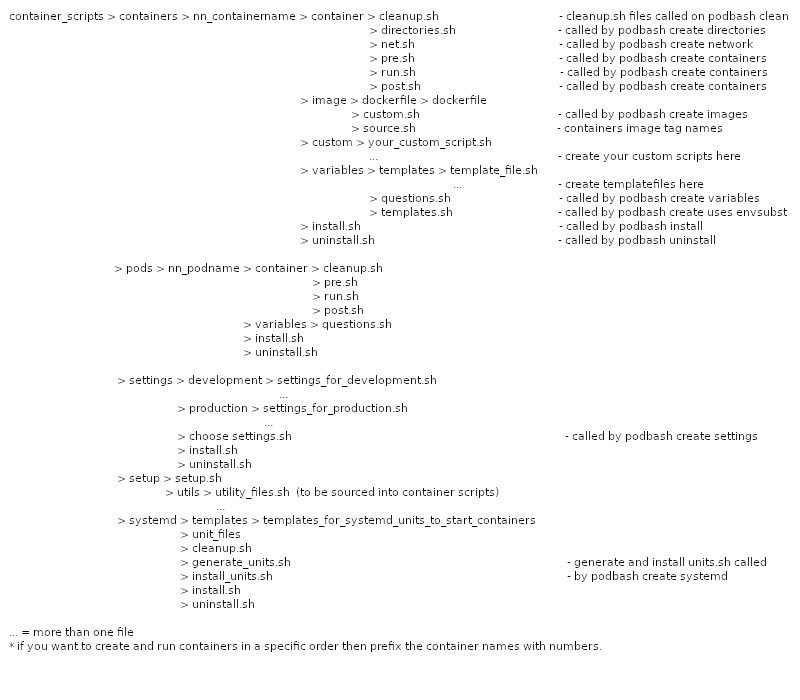 container_scripts > containers > nn_containername > container > cleanup.sh - cleanup.sh files called on podbash clean
> directories.sh - called by podbash create directories
> net.sh - called by podbash create network
> pre.sh - called by podbash create containers
> run.sh - called by podbash create containers
> post.sh - called by podbash create containers
> image > dockerfile > dockerfile
> custom.sh - called by podbash create images
> source.sh - containers image tag names
> custom > your_custom_script.sh
... - create your custom scripts here
> variables > templates > template_file.sh
... - create templatefiles here
> questions.sh - called by podbash create variables
> templates.sh - called by podbash create uses envsubst
> install.sh - called by podbash install
> uninstall.sh - called by podbash uninstall
> pods > nn_podname > container > cleanup.sh
> pre.sh
> run.sh
> post.sh
> variables > questions.sh
> install.sh
> uninstall.sh
> settings > development > settings_for_development.sh
...
> production > settings_for_production.sh
...
> choose settings.sh - called by podbash create settings
> install.sh
> uninstall.sh
> setup > setup.sh
> utils > utility_files.sh (to be sourced into container scripts)
...
> systemd > templates > templates_for_systemd_units_to_start_containers
> unit_files
> cleanup.sh
> generate_units.sh - generate and install units.sh called
> install_units.sh - by podbash create systemd
> install.sh
> uninstall.sh
... = more than one file
* if you want to create and run containers in a specific order then prefix the container names with numbers.